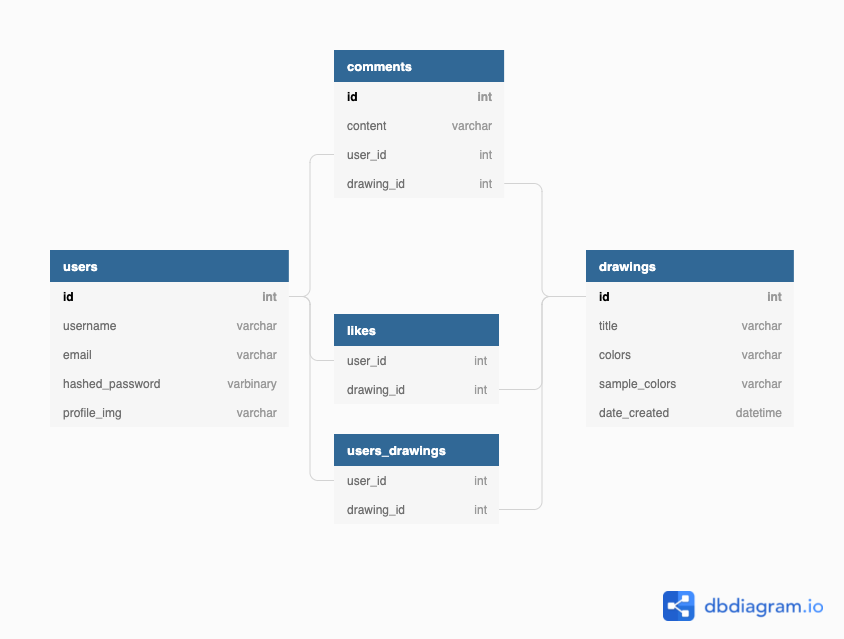 comments
id int
content varchar
user_id int
drawing_id int
users
id int
username varchar
email varchar
hashed_password varbinary
profile_img varchar
likes
user_id int
drawing_id int
users_drawings
user_id int
drawing_id int
drawings
id int
title varchar
colors varchar
sample_colors varchar
date_created datetime
dbdiagram.io